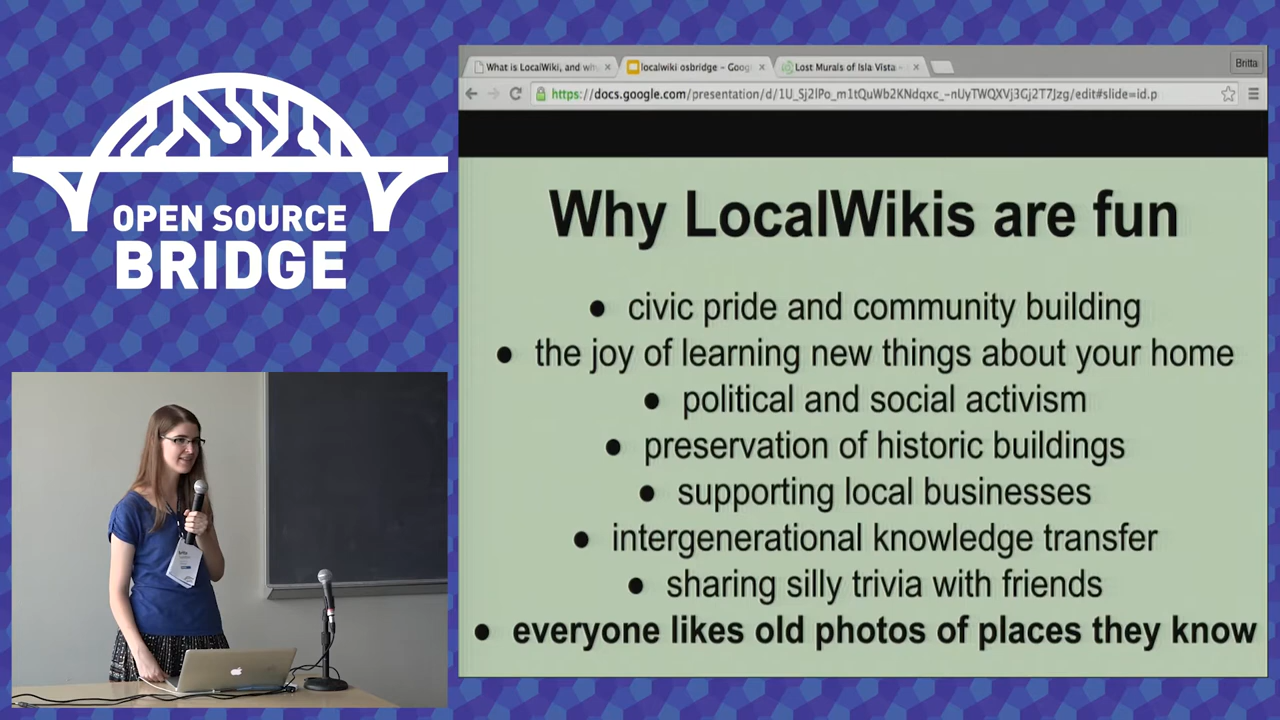 OPEN SOURCE
BRIDGE
What is LocalWiki, and wh
localwiki osbridge – Goog
Lost Murals of Isla Vista -
Britta
https://docs.google.com/presentation/d/1U_Sj2lPo_m1tQuWb2KNdqxc_-nUyTWQXVj3Gj2T7Jzg/edit#slide=id.p
Why LocalWikis are fun
• civic pride and community building
• the joy of learning new things about your home
• political and social activism
• preservation of historic buildings
• supporting local businesses
• intergenerational knowledge transfer
• sharing silly trivia with friends
• everyone likes old photos of places they know